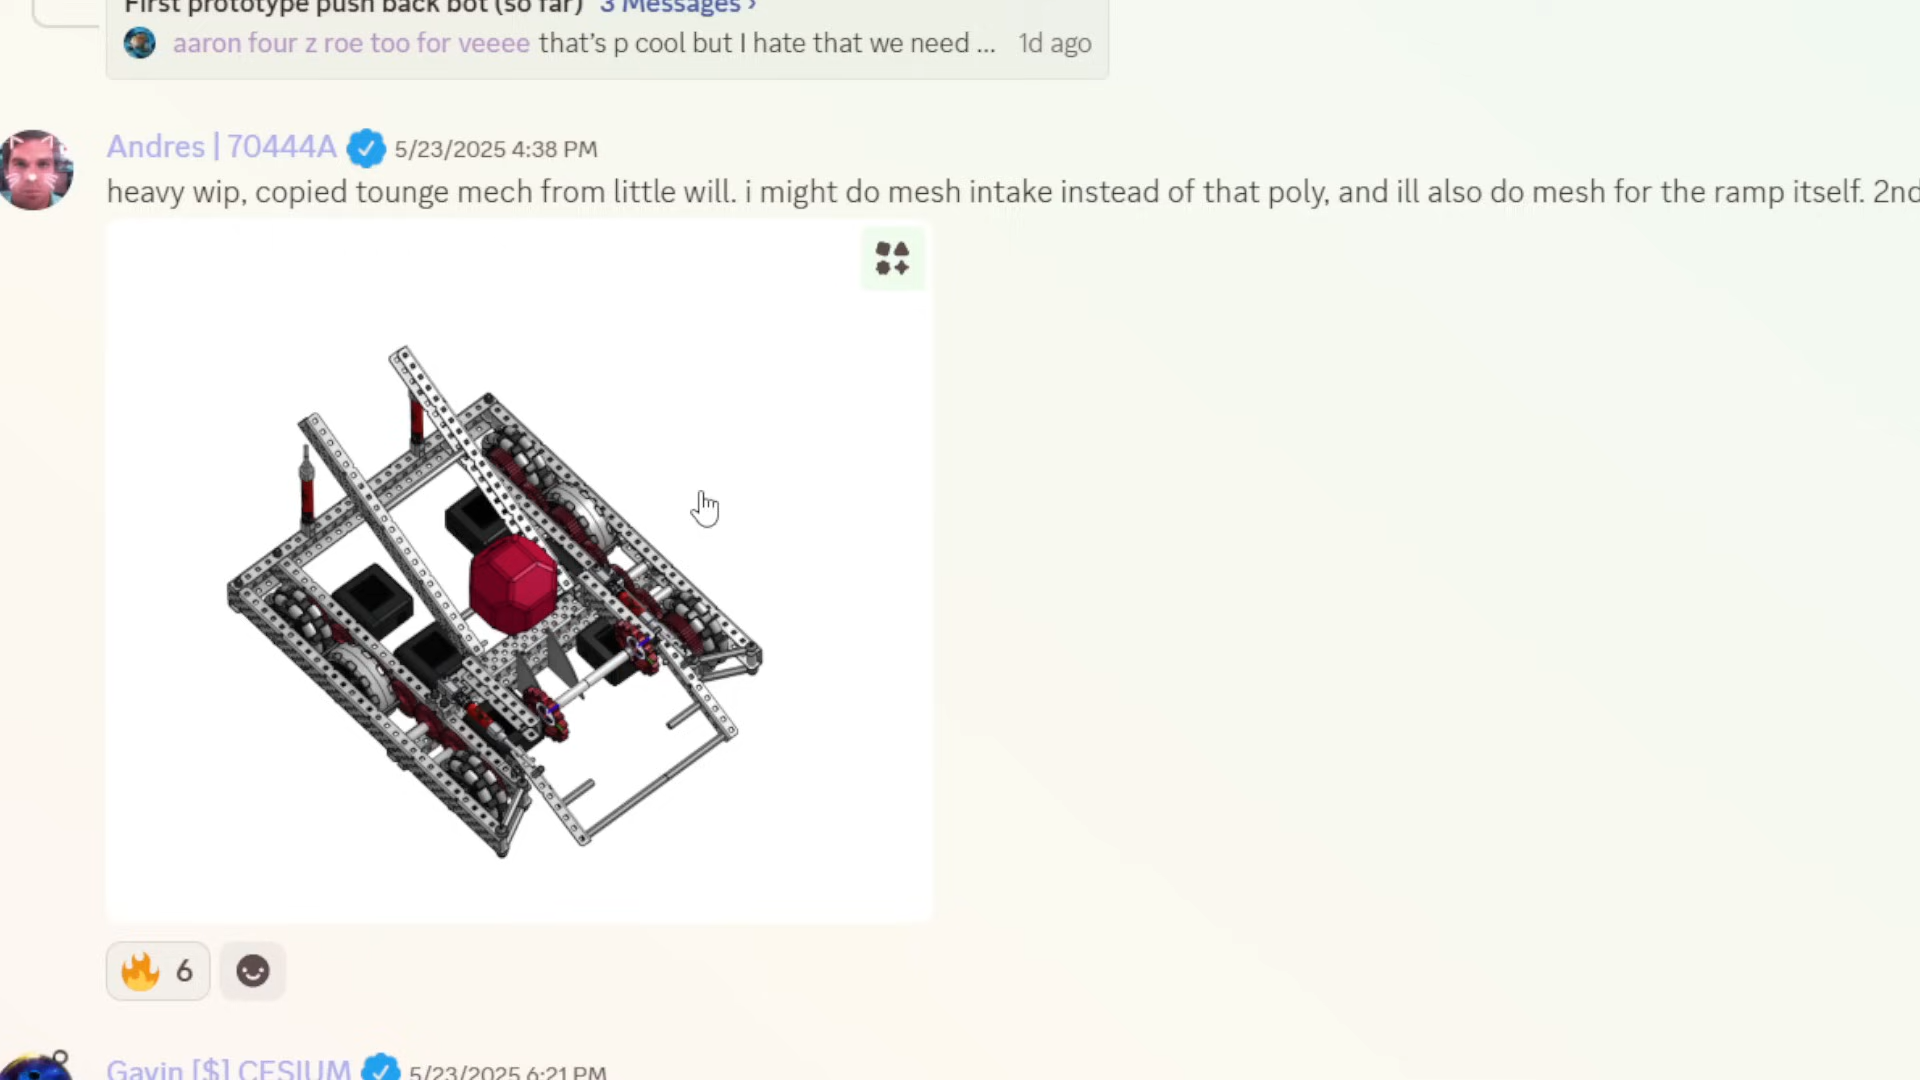 First prototype push back bot (so far) 3 Messages ›
aaron four z roe too for veeee that's p cool but I hate that we need ... 1d ago
Andres | 70444A 5/23/2025 4:38 PM
heavy wip, copied tounge mech from little will. i might do mesh intake instead of that poly, and ill also do mesh for the ramp itself. 2nd
6
Gavin [$] CESIUM 5/23/2025 6:21 PM